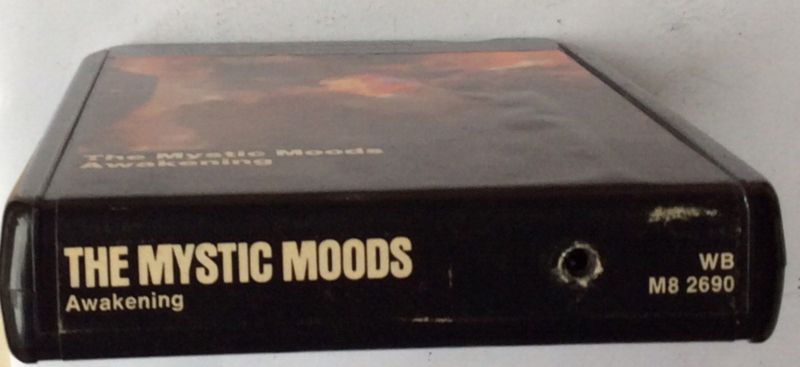 The Mystic Moods
Awakening
THE MYSTIC MOODS
Awakening
WB
M8 2690